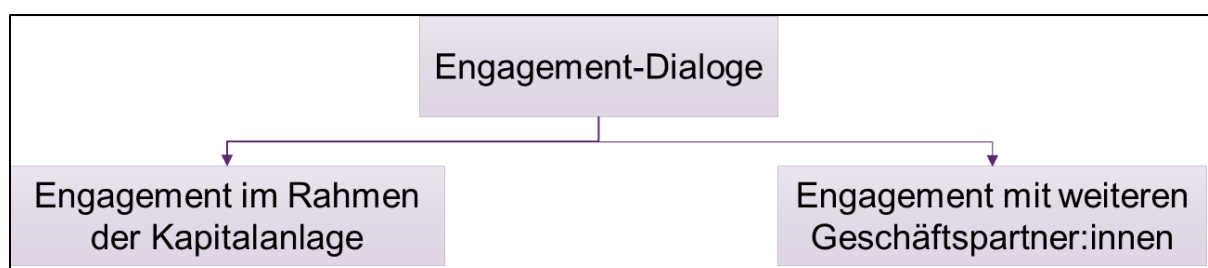 Engagement-Dialoge
Engagement im Rahmen
der Kapitalanlage
Engagement mit weiteren
Geschäftspartner:innen